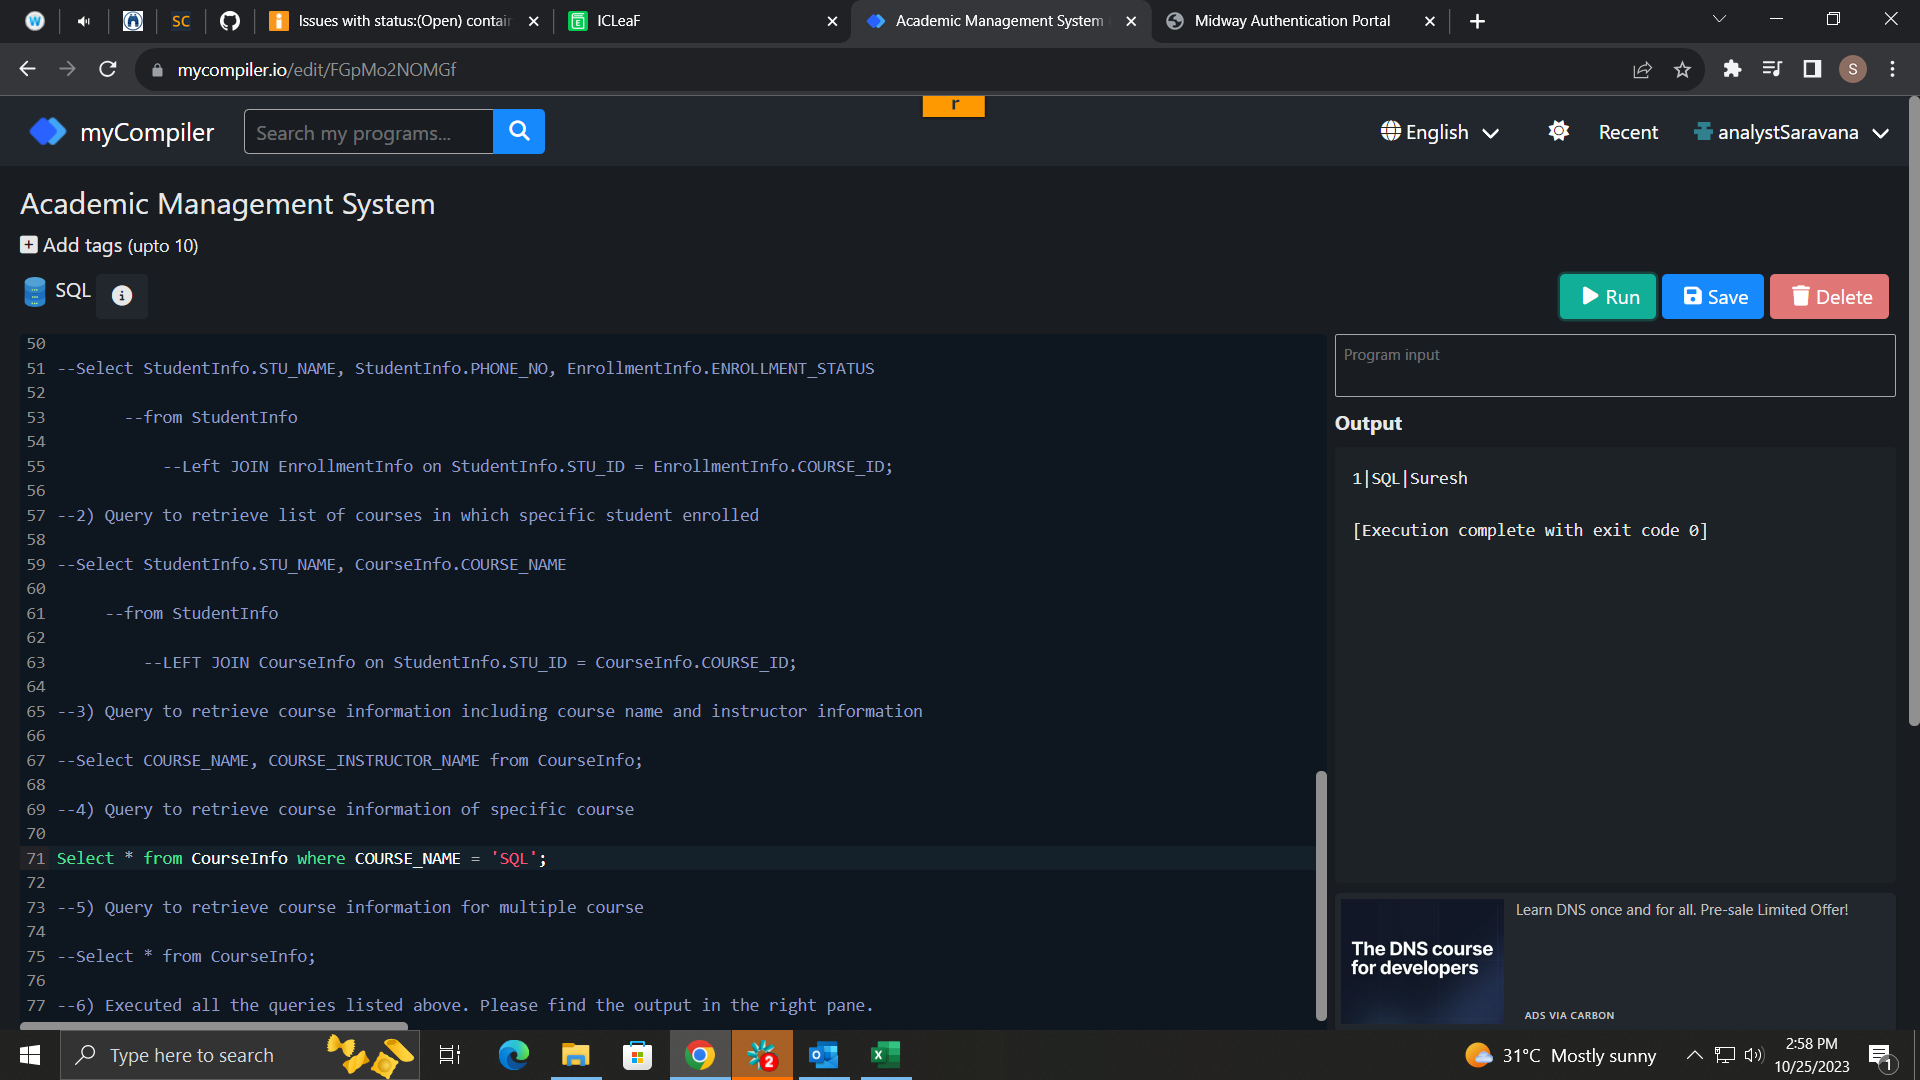 SC
Issues with status:(Open) contain
ICLeaF
Academic Management System
Midway Authentication Portal
mycompiler.io/edit/FGpMo2NOMGf
S
r
myCompiler
Search my programs...
English
Recent
analystSaravana
Academic Management System
Add tags (upto 10)
SQL
Run
Save
Delete
50
51 --Select StudentInfo.STU_NAME, StudentInfo.PHONE_NO, EnrollmentInfo.ENROLLMENT_STATUS
52
53 --from StudentInfo
54
55 --Left JOIN EnrollmentInfo on StudentInfo.STU_ID = EnrollmentInfo.COURSE_ID;
56
57 --2) Query to retrieve list of courses in which specific student enrolled
58
59 --Select StudentInfo.STU_NAME, CourseInfo.COURSE_NAME
60
61 --from StudentInfo
62
63 --LEFT JOIN CourseInfo on StudentInfo.STU_ID = CourseInfo.COURSE_ID;
64
65 --3) Query to retrieve course information including course name and instructor information
66
67 --Select COURSE_NAME, COURSE_INSTRUCTOR_NAME from CourseInfo;
68
69 --4) Query to retrieve course information of specific course
70
71 Select * from CourseInfo where COURSE_NAME = 'SQL';
72
73 --5) Query to retrieve course information for multiple course
74
75 --Select * from CourseInfo;
76
77 --6) Executed all the queries listed above. Please find the output in the right pane.
Program input
Output
1|SQL|Suresh
[Execution complete with exit code 0]
The DNS course
for developers
Learn DNS once and for all. Pre-sale Limited Offer!
ADS VIA CARBON
Type here to search
2
31°C Mostly sunny
2:58 PM
10/25/2023
1